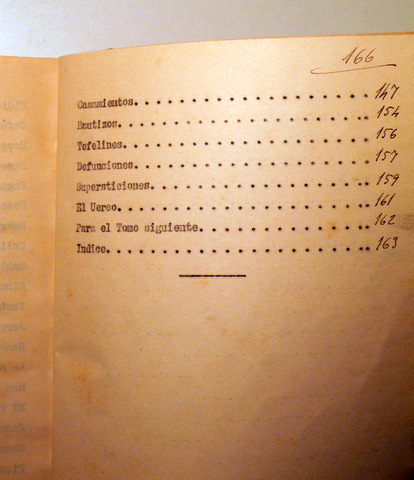 166
Casamientos. . . . . . . . . . . . . . . . . . .. 147
Bautizos. . . . . . . . . . . . . . . . . . . . .. 154
Tefelines. . . . . . . . . . . . . . . . . . . .. 156
Defunciones. . . . . . . . . . . . . . . . . . .. 157
Supersticiones. . . . . . . . . . . . . . . . . .. 159
El Uerco. . . . . . . . . . . . . . . . . . . . .. 161
Para el Tomo siguiente. . . . . . . . . . . . . .. 162
Indice. . . . . . . . . . . . . . . . . . . . . .. 163